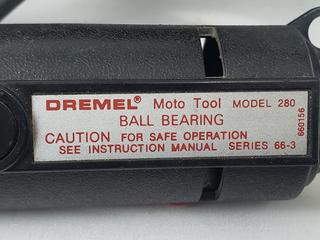 DREMEL® Moto Tool MODEL 280
BALL BEARING
CAUTION FOR SAFE OPERATION
SEE INSTRUCTION MANUAL SERIES 66-3
660156